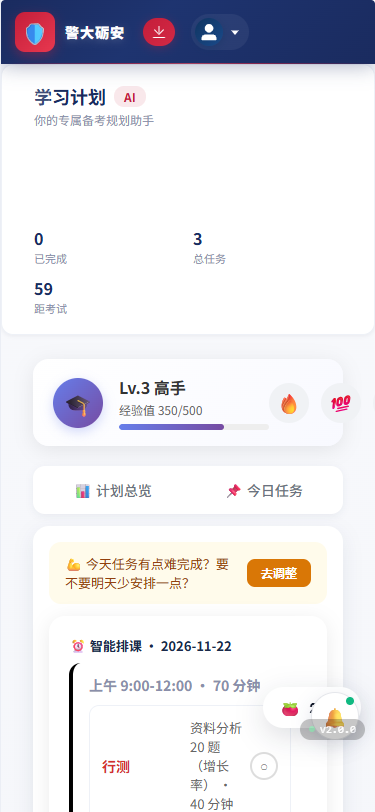 警大砺安
学习计划 AI
你的专属备考规划助手
0
已完成
3
总任务
59
距考试
Lv.3 高手
经验值 350/500
💯
📊 计划总览
📌 今日任务
💪 今天任务有点难完成？要
不要明天少安排一点？
去调整
⏰ 智能排课 • 2026-11-22
上午 9:00-12:00 • 70 分钟
行测
资料分析
20 题
（增长
率） •
40 分钟
v2.0.0